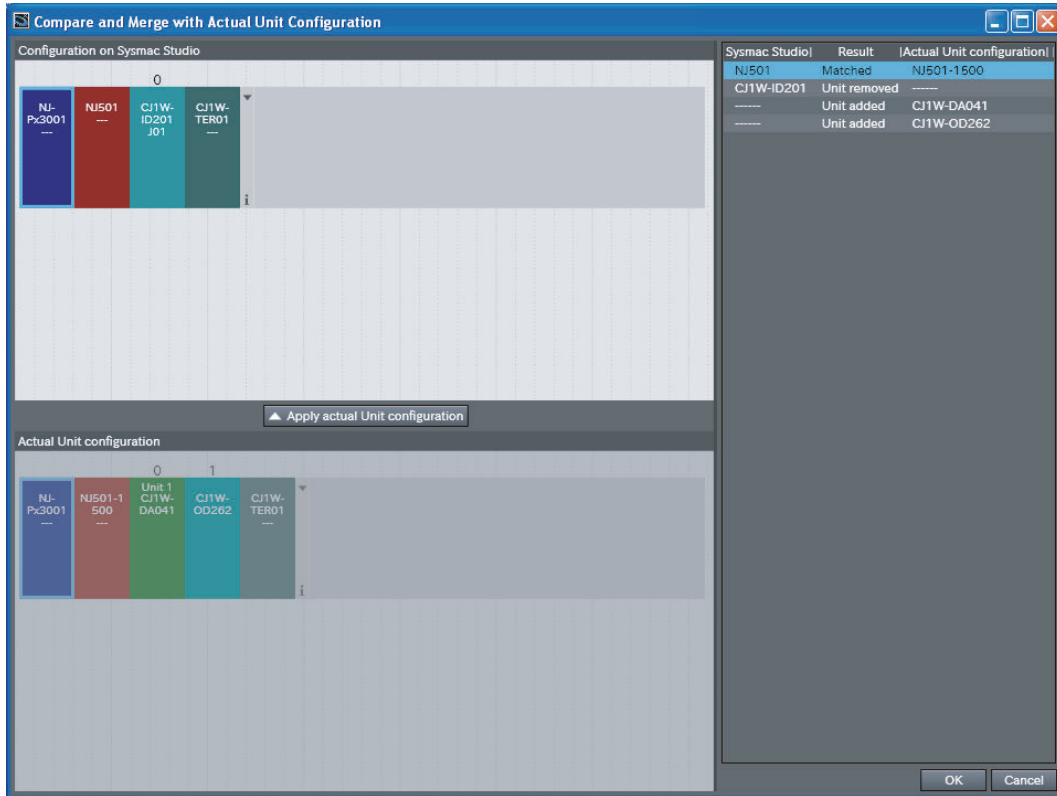 Compare and Merge with Actual Unit Configuration
Configuration on Sysmac Studio
0
NJ-
Px3001
---
NJ501
---
CJ1W-
ID201
J01
CJ1W-
TER01
---
i
Apply actual Unit configuration
Actual Unit configuration
0 1
NJ-
Px3001
---
NJ501-1
500
---
Unit 1
CJ1W-
DA041
CJ1W-
OD262
CJ1W-
TER01
---
i
Sysmac Studio| Result |Actual Unit configuration| |
NJ501 Matched NJ501-1500
CJ1W-ID201 Unit removed ------
------ Unit added CJ1W-DA041
------ Unit added CJ1W-OD262
OK Cancel